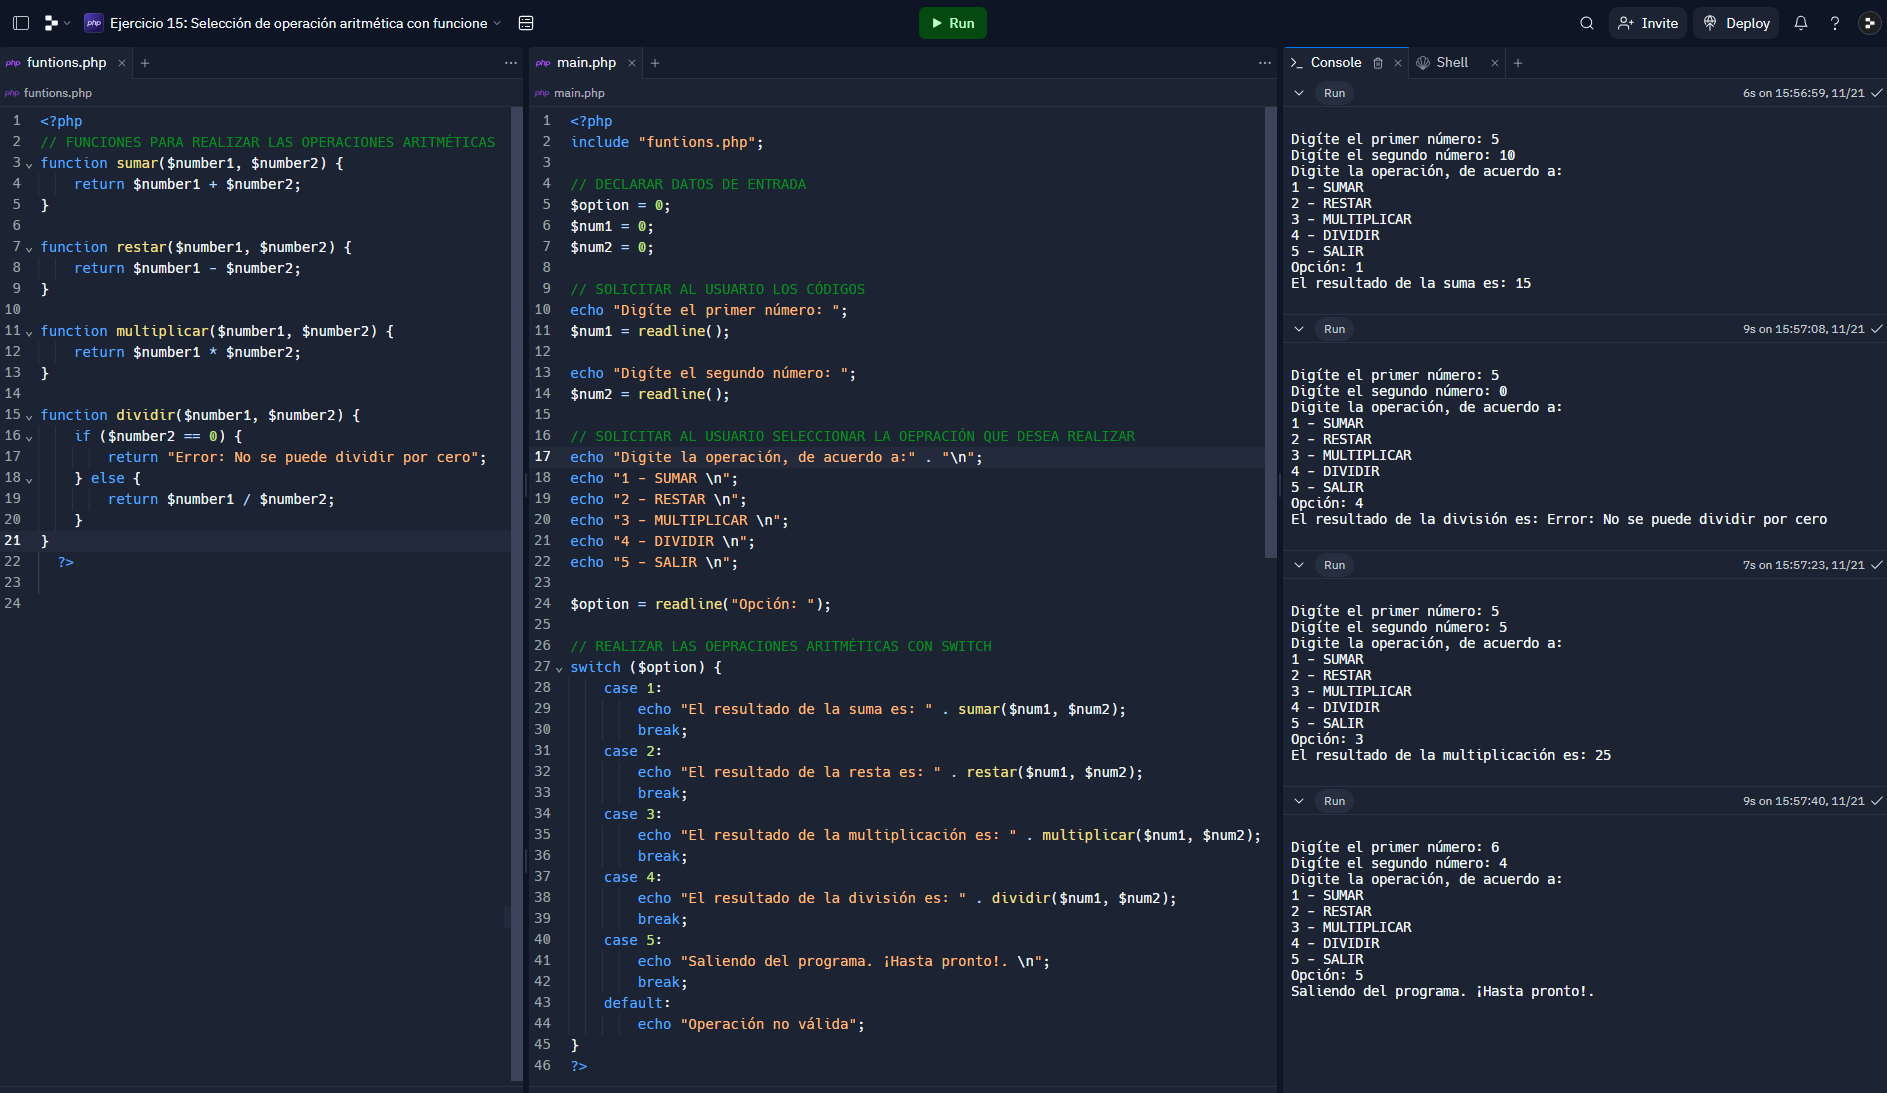 Ejercicio 15: Selección de operación aritmética con funcione
Run
Invite
Deploy
php funtions.php
php funtions.php
1 <?php
2 // FUNCIONES PARA REALIZAR LAS OPERACIONES ARITMÉTICAS
3 function sumar($number1, $number2) {
4 return $number1 + $number2;
5 }
6
7 function restar($number1, $number2) {
8 return $number1 - $number2;
9 }
10
11 function multiplicar($number1, $number2) {
12 return $number1 * $number2;
13 }
14
15 function dividir($number1, $number2) {
16 if ($number2 == 0) {
17 return "Error: No se puede dividir por cero";
18 } else {
19 return $number1 / $number2;
20 }
21 }
22 ?>
23
24
php main.php
php main.php
1 <?php
2 include "funtions.php";
3
4 // DECLARAR DATOS DE ENTRADA
5 $option = 0;
6 $num1 = 0;
7 $num2 = 0;
8
9 // SOLICITAR AL USUARIO LOS CÓDIGOS
10 echo "Digíte el primer número: ";
11 $num1 = readline();
12
13 echo "Digíte el segundo número: ";
14 $num2 = readline();
15
16 // SOLICITAR AL USUARIO SELECCIONAR LA OEPRACIÓN QUE DESEA REALIZAR
17 echo "Digite la operación, de acuerdo a:" . "\n";
18 echo "1 - SUMAR \n";
19 echo "2 - RESTAR \n";
20 echo "3 - MULTIPLICAR \n";
21 echo "4 - DIVIDIR \n";
22 echo "5 - SALIR \n";
23
24 $option = readline("Opción: ");
25
26 // REALIZAR LAS OEPRACIONES ARITMÉTICAS CON SWITCH
27 switch ($option) {
28 case 1:
29 echo "El resultado de la suma es: " . sumar($num1, $num2);
30 break;
31 case 2:
32 echo "El resultado de la resta es: " . restar($num1, $num2);
33 break;
34 case 3:
35 echo "El resultado de la multiplicación es: " . multiplicar($num1, $num2);
36 break;
37 case 4:
38 echo "El resultado de la división es: " . dividir($num1, $num2);
39 break;
40 case 5:
41 echo "Saliendo del programa. ¡Hasta pronto!. \n";
42 break;
43 default:
44 echo "Operación no válida";
45 }
46 ?>
Console
Shell
Run 6s on 15:56:59, 11/21
Digíte el primer número: 5
Digíte el segundo número: 10
Digite la operación, de acuerdo a:
1 - SUMAR
2 - RESTAR
3 - MULTIPLICAR
4 - DIVIDIR
5 - SALIR
Opción: 1
El resultado de la suma es: 15
Run 9s on 15:57:08, 11/21
Digíte el primer número: 5
Digíte el segundo número: 0
Digite la operación, de acuerdo a:
1 - SUMAR
2 - RESTAR
3 - MULTIPLICAR
4 - DIVIDIR
5 - SALIR
Opción: 4
El resultado de la división es: Error: No se puede dividir por cero
Run 7s on 15:57:23, 11/21
Digíte el primer número: 5
Digíte el segundo número: 5
Digite la operación, de acuerdo a:
1 - SUMAR
2 - RESTAR
3 - MULTIPLICAR
4 - DIVIDIR
5 - SALIR
Opción: 3
El resultado de la multiplicación es: 25
Run 9s on 15:57:40, 11/21
Digíte el primer número: 6
Digíte el segundo número: 4
Digite la operación, de acuerdo a:
1 - SUMAR
2 - RESTAR
3 - MULTIPLICAR
4 - DIVIDIR
5 - SALIR
Opción: 5
Saliendo del programa. ¡Hasta pronto!.